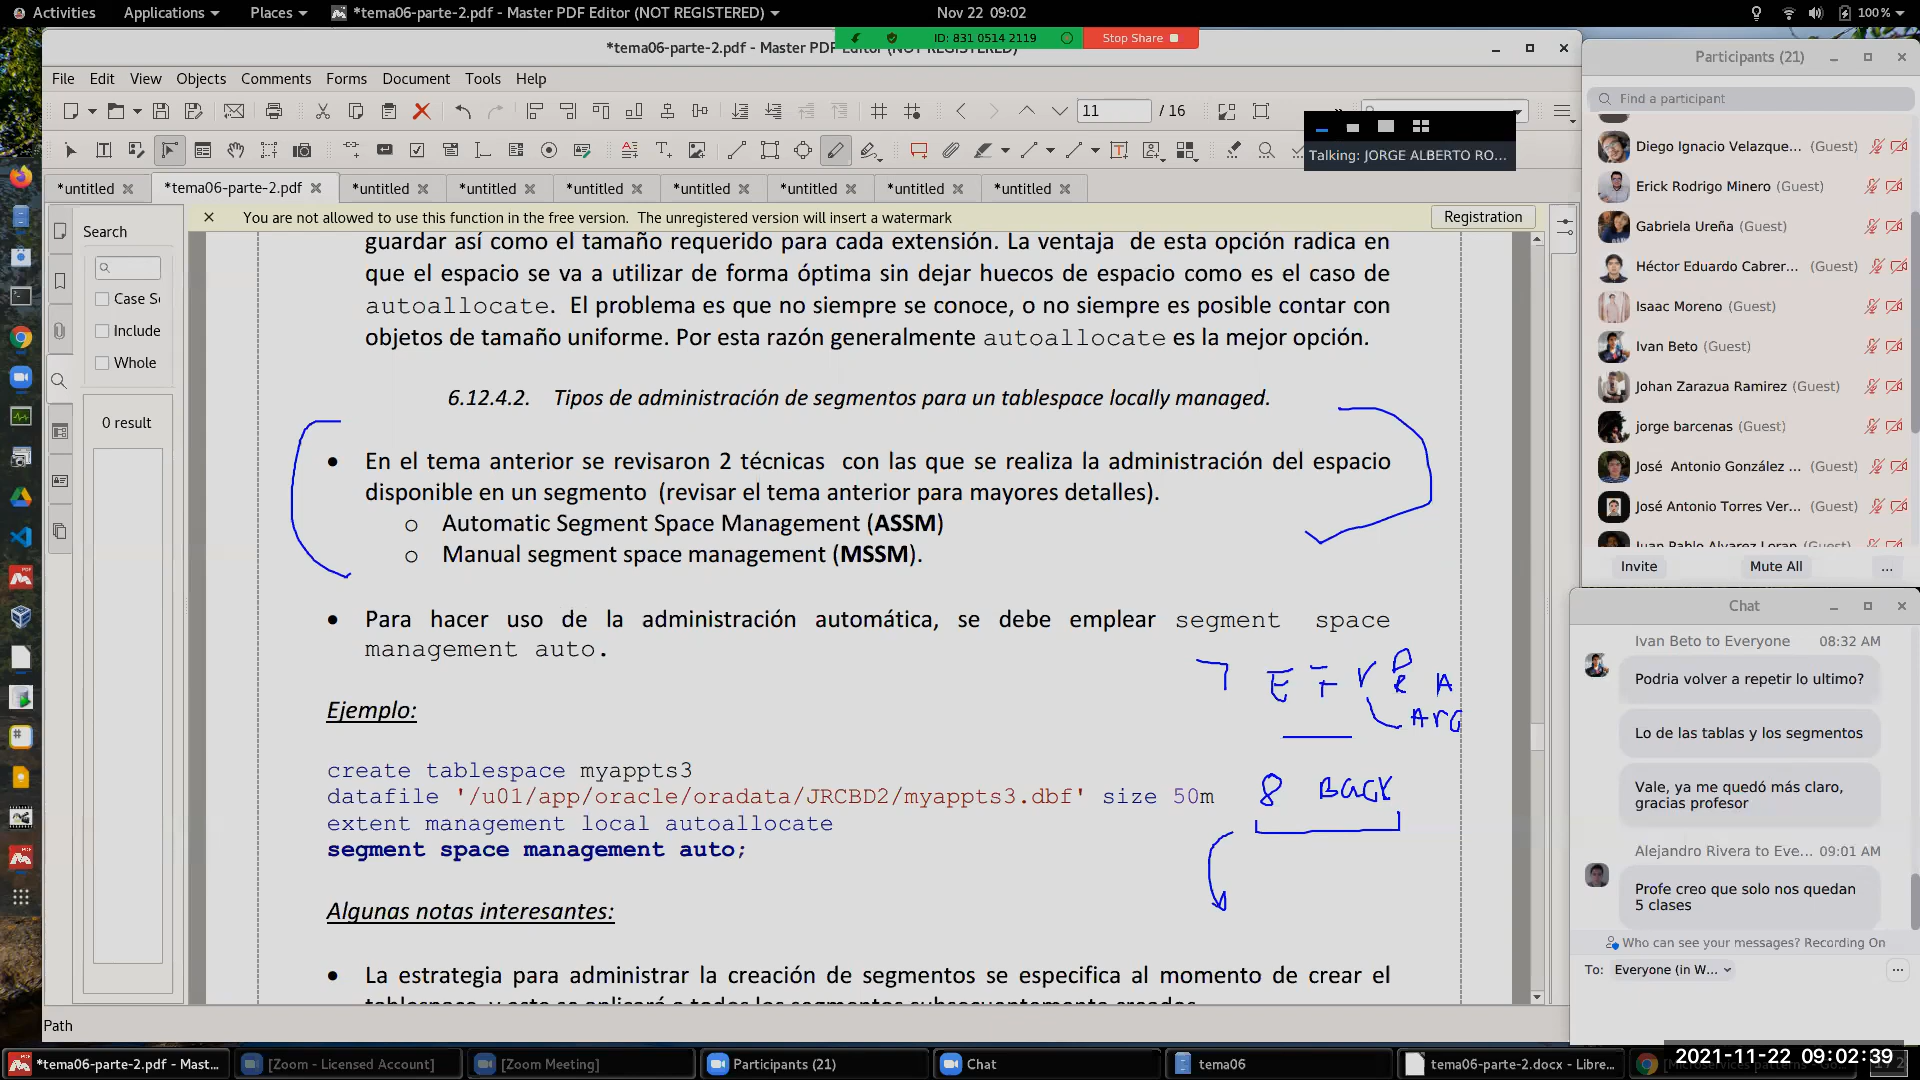 Activities
Applications
Places
*tema06-parte-2.pdf - Master PDF Editor (NOT REGISTERED)
Nov 22 09:02
100%
*tema06-parte-2.pdf - Master PDF Editor (NOT REGISTERED)
ID: 831 0514 2119
Stop Share
File Edit View Objects Comments Forms Document Tools Help
11 / 16
Talking: JORGE ALBERTO RO...
*untitled
*tema06-parte-2.pdf
*untitled
*untitled
*untitled
*untitled
*untitled
*untitled
*untitled
You are not allowed to use this function in the free version. The unregistered version will insert a watermark
Registration
Search
Case Se
Include
Whole
0 result
guardar así como el tamaño requerido para cada extensión. La ventaja de esta opción radica en
que el espacio se va a utilizar de forma óptima sin dejar huecos de espacio como es el caso de
autoallocate. El problema es que no siempre se conoce, o no siempre es posible contar con
objetos de tamaño uniforme. Por esta razón generalmente autoallocate es la mejor opción.
6.12.4.2. Tipos de administración de segmentos para un tablespace locally managed.
• En el tema anterior se revisaron 2 técnicas con las que se realiza la administración del espacio
disponible en un segmento (revisar el tema anterior para mayores detalles).
o Automatic Segment Space Management (ASSM)
o Manual segment space management (MSSM).
• Para hacer uso de la administración automática, se debe emplear segment space
management auto.
Ejemplo:
create tablespace myappts3
datafile '/u01/app/oracle/oradata/JRCBD2/myappts3.dbf' size 50m
extent management local autoallocate
segment space management auto;
8 BACK
Algunas notas interesantes:
• La estrategia para administrar la creación de segmentos se especifica al momento de crear el
tablespace y esto se aplicará a todos los segmentos subsecuentemente creados
Path
Participants (21)
Find a participant
Diego Ignacio Velazque... (Guest)
Erick Rodrigo Minero (Guest)
Gabriela Ureña (Guest)
Héctor Eduardo Cabrer... (Guest)
Isaac Moreno (Guest)
Ivan Beto (Guest)
Johan Zarazua Ramirez (Guest)
jorge barcenas (Guest)
José Antonio González ... (Guest)
José Antonio Torres Ver... (Guest)
Juan Pablo Alvarez Loran (Guest)
Invite
Mute All
...
Chat
Ivan Beto to Everyone 08:32 AM
Podria volver a repetir lo ultimo?
Lo de las tablas y los segmentos
Vale, ya me quedó más claro,
gracias profesor
Alejandro Rivera to Eve... 09:01 AM
Profe creo que solo nos quedan
5 clases
Who can see your messages? Recording On
To: Everyone (in W...
*tema06-parte-2.pdf - Mast...
[Zoom - Licensed Account]
[Zoom Meeting]
Participants (21)
Chat
tema06
tema06-parte-2.docx - Libre...
2021-11-22 09:02:39